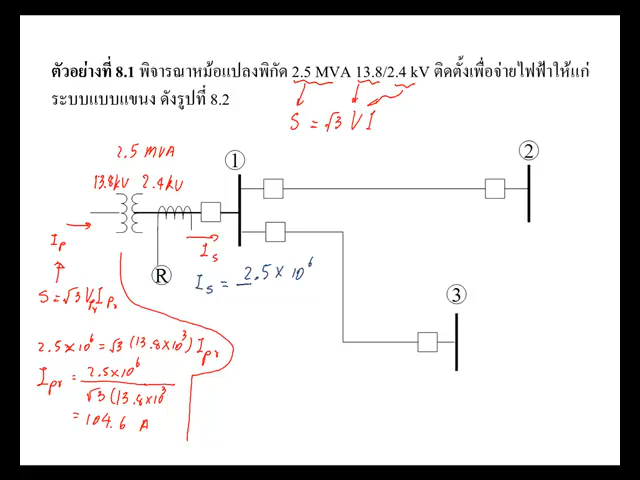 ตัวอย่างที่ 8.1 พิจารณาหม้อแปลงพิกัด 2.5 MVA 13.8/2.4 kV ติดตั้งเพื่อจ่ายไฟฟ้าให้แก่
ระบบแบบแขนง ดังรูปที่ 8.2
S = √3 V I
2.5 MVA
13.8kV 2.4kV
1
2
Ip
Is
R
Is = 2.5 × 10⁶
S = √3 Vpr Ipr
3
2.5×10⁶ = √3 (13.8×10³) Ipr
Ipr = 2.5×10⁶
√3 (13.8×10³
= 104.6 A